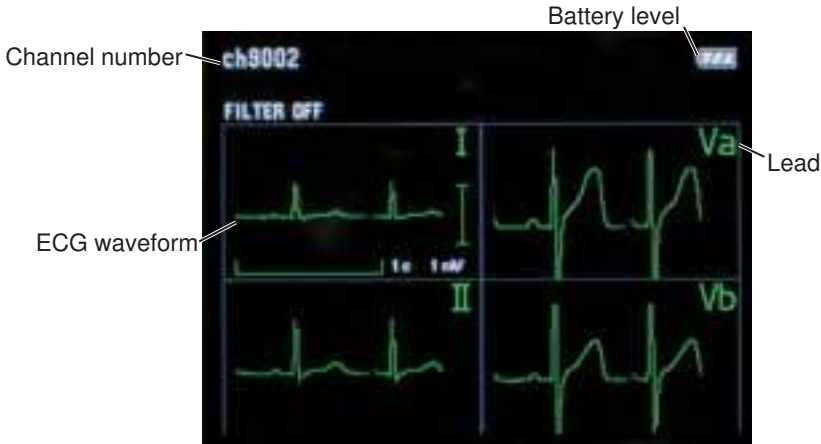 Battery level
Channel number
ch9002
FILTER OFF
I
Va
Lead
ECG waveform
1s 1mV
II
Vb